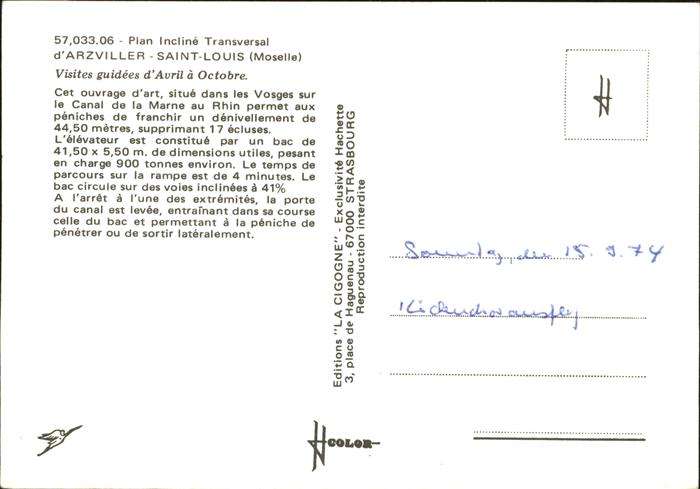 57,033.06 - Plan Incliné Transversal
d'ARZVILLER - SAINT-LOUIS (Moselle)
Visites guidées d'Avril à Octobre.
Cet ouvrage d'art, situé dans les Vosges sur
le Canal de la Marne au Rhin permet aux
péniches de franchir un dénivellement de
44,50 mètres, supprimant 17 écluses.
L'élévateur est constitué par un bac de
41,50 x 5,50 m. de dimensions utiles, pesant
en charge 900 tonnes environ. Le temps de
parcours sur la rampe est de 4 minutes. Le
bac circule sur des voies inclinées à 41%
A l'arrêt à l'une des extrémités, la porte
du canal est levée, entraînant dans sa course
celle du bac et permettant à la péniche de
pénétrer ou de sortir latéralement.
Editions "LA CIGOGNE" - Exclusivité Hachette
3, place de Haguenau - 67000 STRASBOURG
Reproduction interdite
Sonntag, den 15. 9. 74
Kirchenchorausflug
COLOR